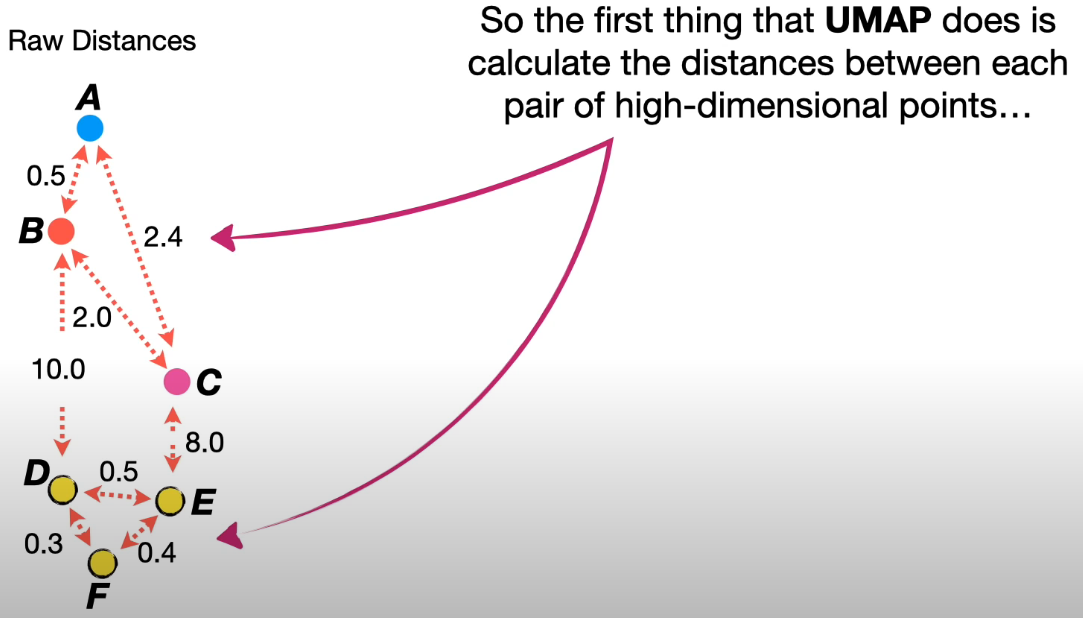 So the first thing that UMAP does is
calculate the distances between each
pair of high-dimensional points…
Raw Distances
A
0.5
B
2.4
2.0
10.0
C
8.0
D
0.5
E
0.3
0.4
F